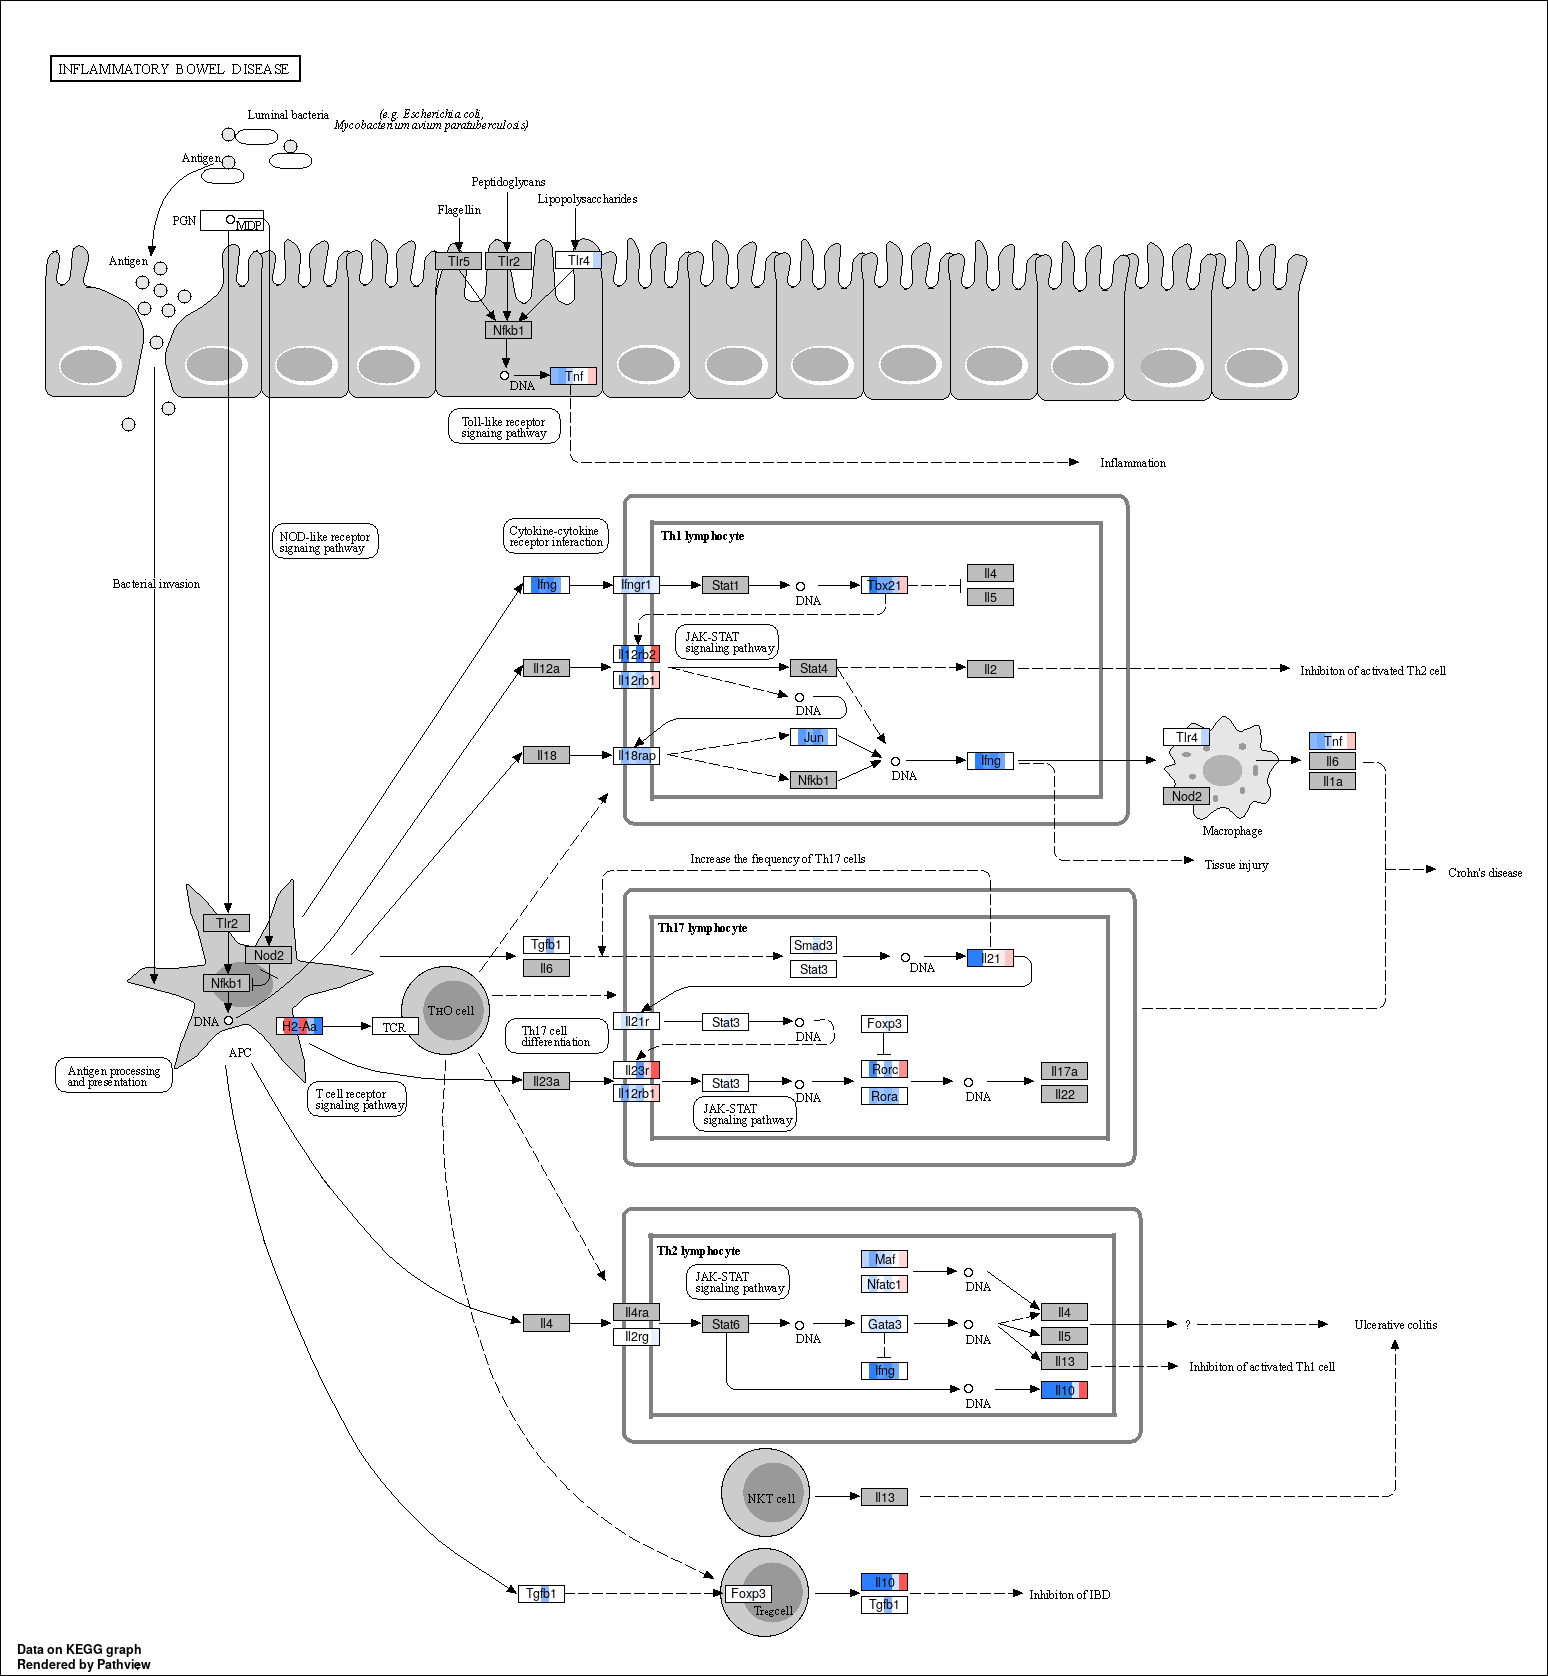 INFLAMMATORY BOWEL DISEASE
Luminal bacteria
(e.g. Escherichia coli,
Mycobacterium avium paratuberculosis)
Antigen
PGN
MDP
Peptidoglycans
Flagellin
Lipopolysaccharides
Antigen
Tlr5
Tlr2
Tlr4
Nfkb1
DNA
Tnf
Toll-like receptor
signaing pathway
Inflammation
NOD-like receptor
signaing pathway
Cytokine-cytokine
receptor interaction
Bacterial invasion
Th1 lymphocyte
Ifng
Ifngr1
Stat1
DNA
Tbx21
Il4
Il5
JAK-STAT
signaling pathway
Il12a
Il12rb2
Il12rb1
Stat4
Il2
Inhibiton of activated Th2 cell
DNA
Il18
Il18rap
Jun
Nfkb1
DNA
Ifng
Tlr4
Nod2
Macrophage
Tnf
Il6
Il1a
Tissue injury
Crohn's disease
Increase the frequency of Th17 cells
Th17 lymphocyte
Tlr2
Nod2
Nfkb1
DNA
H2-Aa
APC
TCR
TH0 cell
Tgfb1
Il6
Smad3
Stat3
DNA
Il21
Th17 cell
differentiation
Il21r
Stat3
DNA
Foxp3
Il23a
Il23r
Il12rb1
Stat3
DNA
Rorc
Rora
DNA
Il17a
Il22
JAK-STAT
signaling pathway
Antigen processing
and presentation
T cell receptor
signaling pathway
Th2 lymphocyte
JAK-STAT
signaling pathway
Maf
Nfatc1
DNA
Il4
Il4ra
Il2rg
Stat6
DNA
Gata3
DNA
Ifng
Il4
Il5
Il13
?
Ulcerative colitis
Inhibiton of activated Th1 cell
DNA
Il10
NKT cell
Il13
Tgfb1
Foxp3
Treg cell
Il10
Tgfb1
Inhibiton of IBD
Data on KEGG graph
Rendered by Pathview